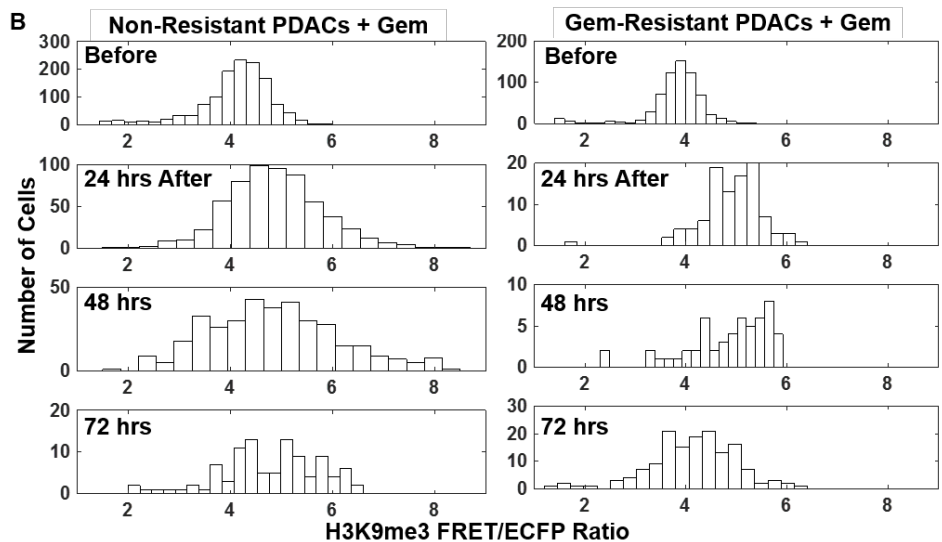 B
Non-Resistant PDACs + Gem
Gem-Resistant PDACs + Gem
Number of Cells
Before
300
200
100
0
2 4 6 8
Before
200
100
0
2 4 6 8
24 hrs After
100
50
0
2 4 6 8
24 hrs After
20
10
0
2 4 6 8
48 hrs
50
0
2 4 6 8
48 hrs
10
5
0
2 4 6 8
72 hrs
20
10
0
2 4 6 8
72 hrs
30
20
10
0
2 4 6 8
H3K9me3 FRET/ECFP Ratio